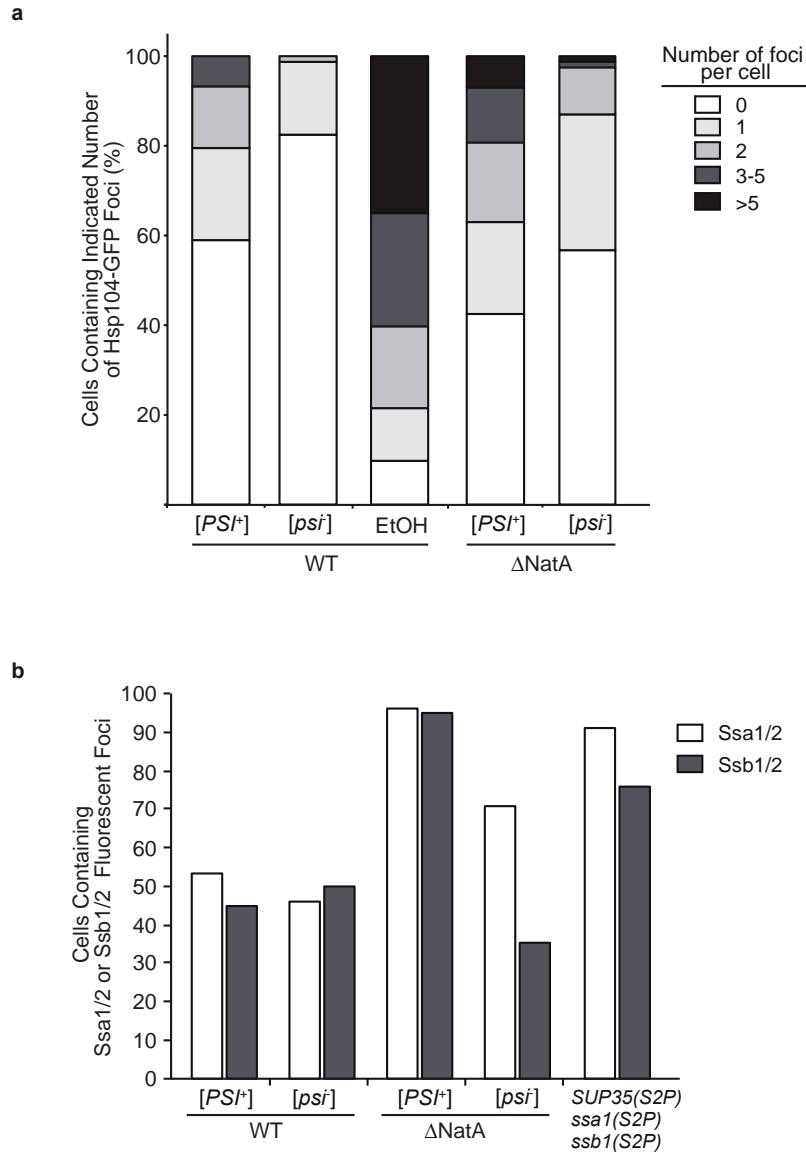 a
Cells Containing Indicated Number
of Hsp104-GFP Foci (%)
100
80
60
40
20
[PSI⁺]
[psi⁻]
EtOH
[PSI⁺]
[psi⁻]
WT
ΔNatA
Number of foci
per cell
0
1
2
3-5
>5
b
Cells Containing
Ssa1/2 or Ssb1/2 Fluorescent Foci
100
90
80
70
60
50
40
30
20
10
0
[PSI⁺]
[psi⁻]
[PSI⁺]
[psi⁻]
SUP35(S2P)
ssa1(S2P)
ssb1(S2P)
WT
ΔNatA
Ssa1/2
Ssb1/2